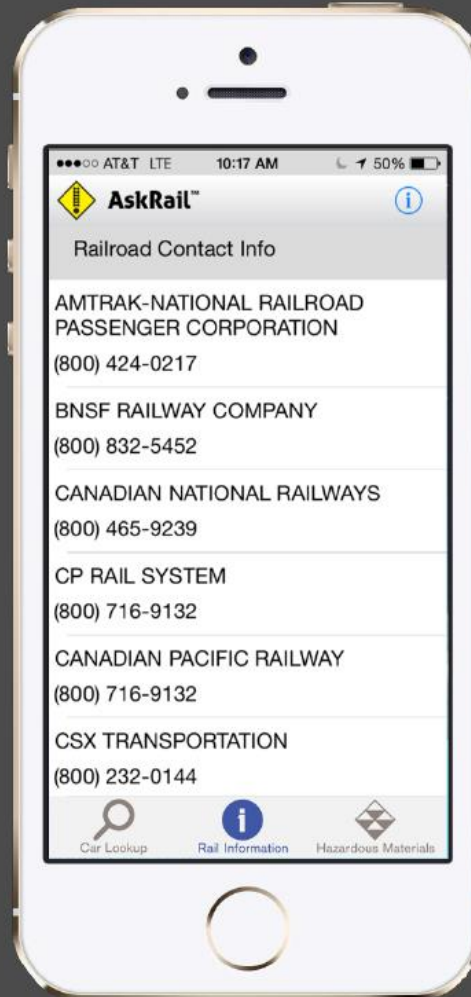 AT&T LTE 10:17 AM 50%
AskRail™
Railroad Contact Info
AMTRAK-NATIONAL RAILROAD
PASSENGER CORPORATION
(800) 424-0217
BNSF RAILWAY COMPANY
(800) 832-5452
CANADIAN NATIONAL RAILWAYS
(800) 465-9239
CP RAIL SYSTEM
(800) 716-9132
CANADIAN PACIFIC RAILWAY
(800) 716-9132
CSX TRANSPORTATION
(800) 232-0144
Car Lookup Rail Information Hazardous Materials